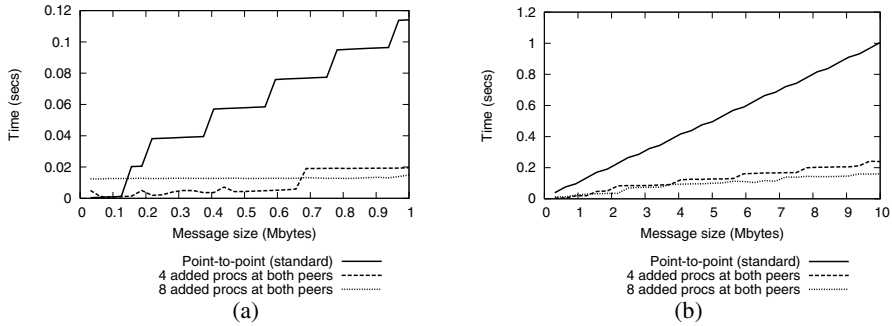 0.12
0.1
0.08
0.06
0.04
0.02
0
Time (secs)
0 0.1 0.2 0.3 0.4 0.5 0.6 0.7 0.8 0.9 1
Message size (Mbytes)
Point-to-point (standard)
4 added procs at both peers
8 added procs at both peers
(a)
1.2
1
0.8
0.6
0.4
0.2
0
Time (secs)
0 1 2 3 4 5 6 7 8 9 10
Message size (Mbytes)
Point-to-point (standard)
4 added procs at both peers
8 added procs at both peers
(b)